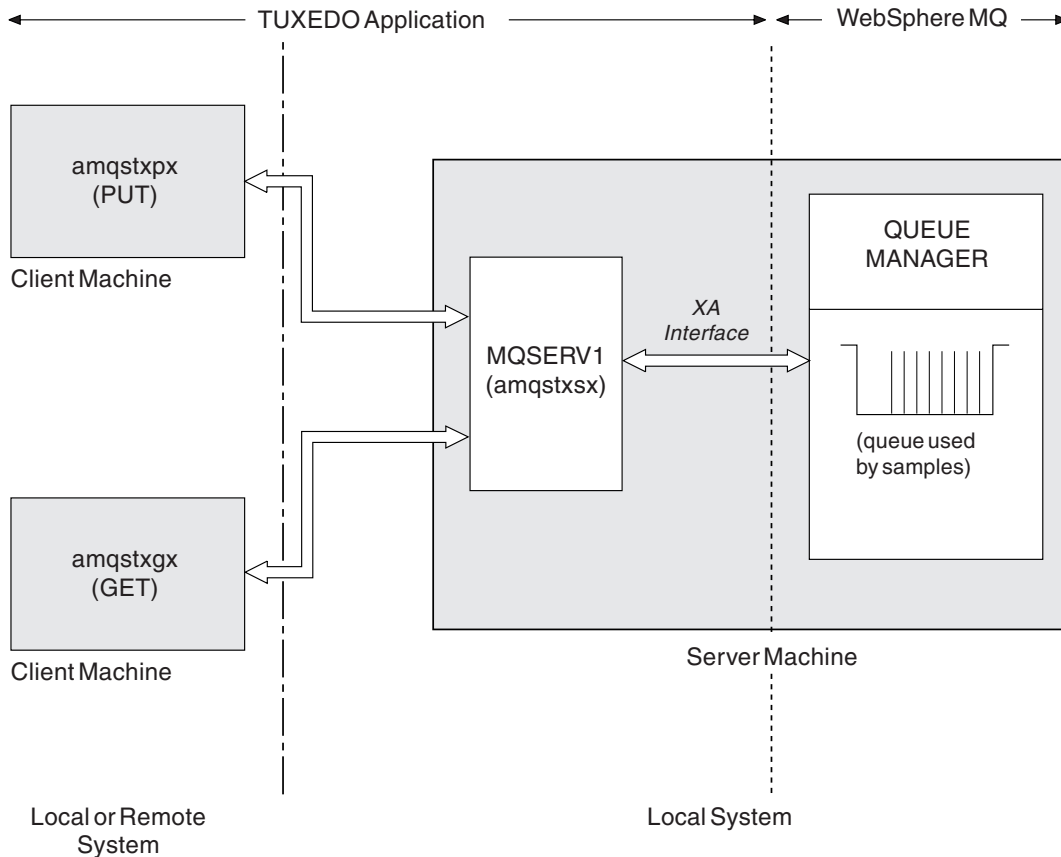 TUXEDO Application
WebSphere MQ
amqstxpx
(PUT)
Client Machine
QUEUE
MANAGER
XA
Interface
MQSERV1
(amqstxsx)
(queue used
by samples)
amqstxgx
(GET)
Client Machine
Server Machine
Local or Remote
System
Local System